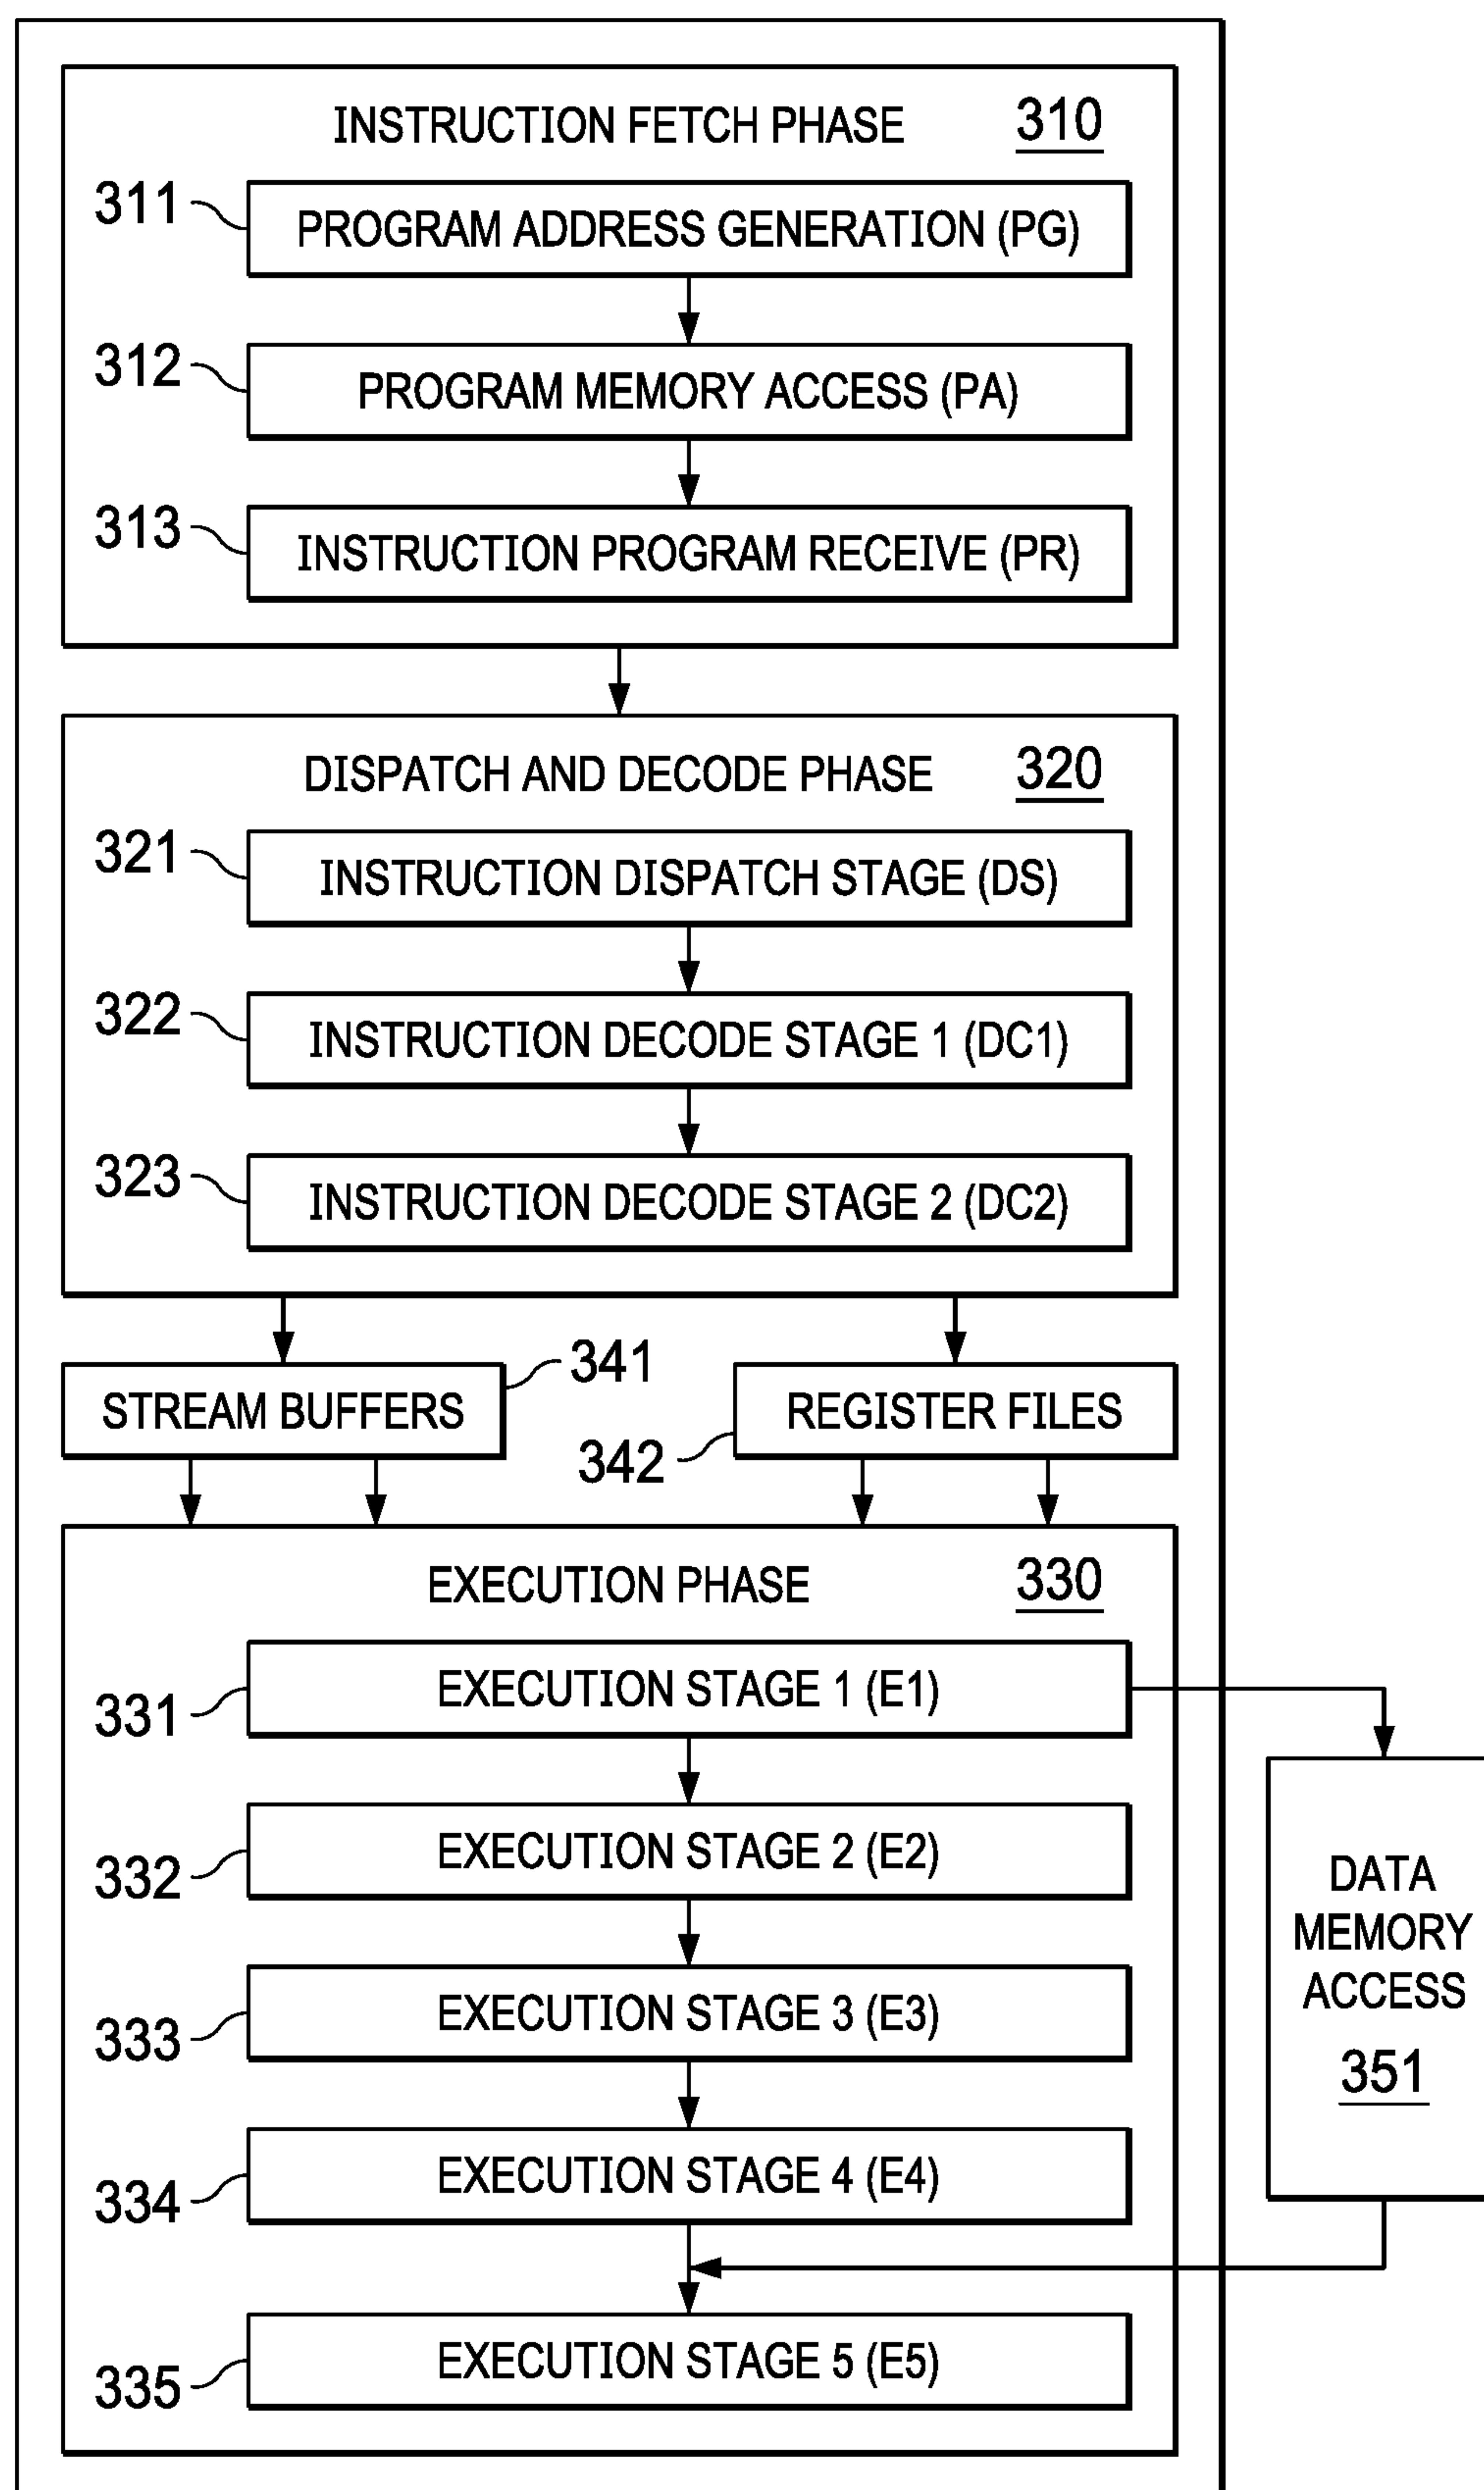 INSTRUCTION FETCH PHASE 310
311 PROGRAM ADDRESS GENERATION (PG)
312 PROGRAM MEMORY ACCESS (PA)
313 INSTRUCTION PROGRAM RECEIVE (PR)
DISPATCH AND DECODE PHASE 320
321 INSTRUCTION DISPATCH STAGE (DS)
322 INSTRUCTION DECODE STAGE 1 (DC1)
323 INSTRUCTION DECODE STAGE 2 (DC2)
STREAM BUFFERS 341
342 REGISTER FILES
EXECUTION PHASE 330
331 EXECUTION STAGE 1 (E1)
332 EXECUTION STAGE 2 (E2)
333 EXECUTION STAGE 3 (E3)
334 EXECUTION STAGE 4 (E4)
335 EXECUTION STAGE 5 (E5)
DATA
MEMORY
ACCESS
351